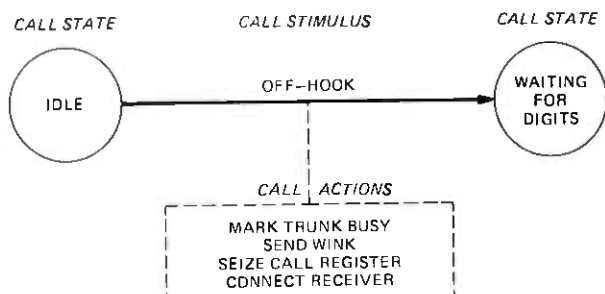 CALL STATE CALL STIMULUS CALL STATE
IDLE
OFF-HOOK
WAITING
FOR
DIGITS
CALL ACTIONS
MARK TRUNK BUSY
SEND WINK
SEIZE CALL REGISTER
CONNECT RECEIVER